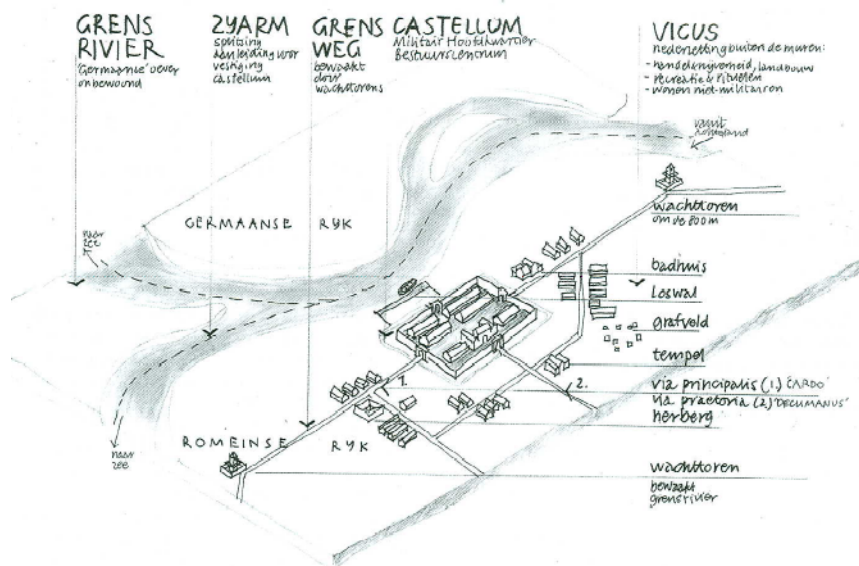 GRENS
RIVIER
'Germaanse' oever
onbewoond
ZYARM
splitsing
aanleiding voor
vestiging
castellum
GRENS
WEG
bewaakt
door
wachttorens
CASTELLUM
Militair Hoofdkwartier
Bestuurscentrum
VICUS
nederzetting buiten de muren:
- handel, nijverheid, landbouw
- recreatie & rituelen
- wonen niet-militairen
vanuit
naar
zee
GERMAANSE RYK
wachttoren
om de 800m
badhuis
loswal
grafveld
tempel
1.
2.
via principalis (1.) 'CARDO'
via praetoria (2.) 'DECUMANUS'
herberg
ROMEINSE RYK
naar
zee
wachttoren
bewaakt
grensrivier